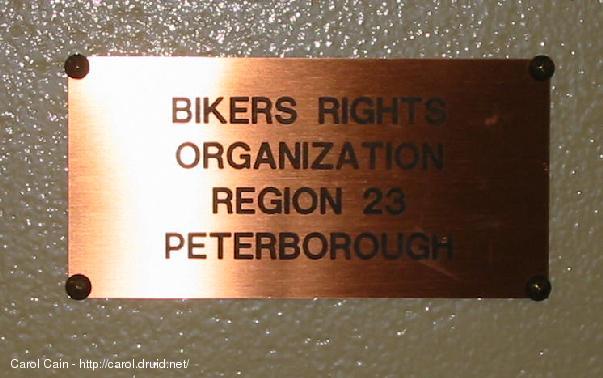 BIKERS RIGHTS
ORGANIZATION
REGION 23
PETERBOROUGH
Carol Cain - http://carol.druid.net/